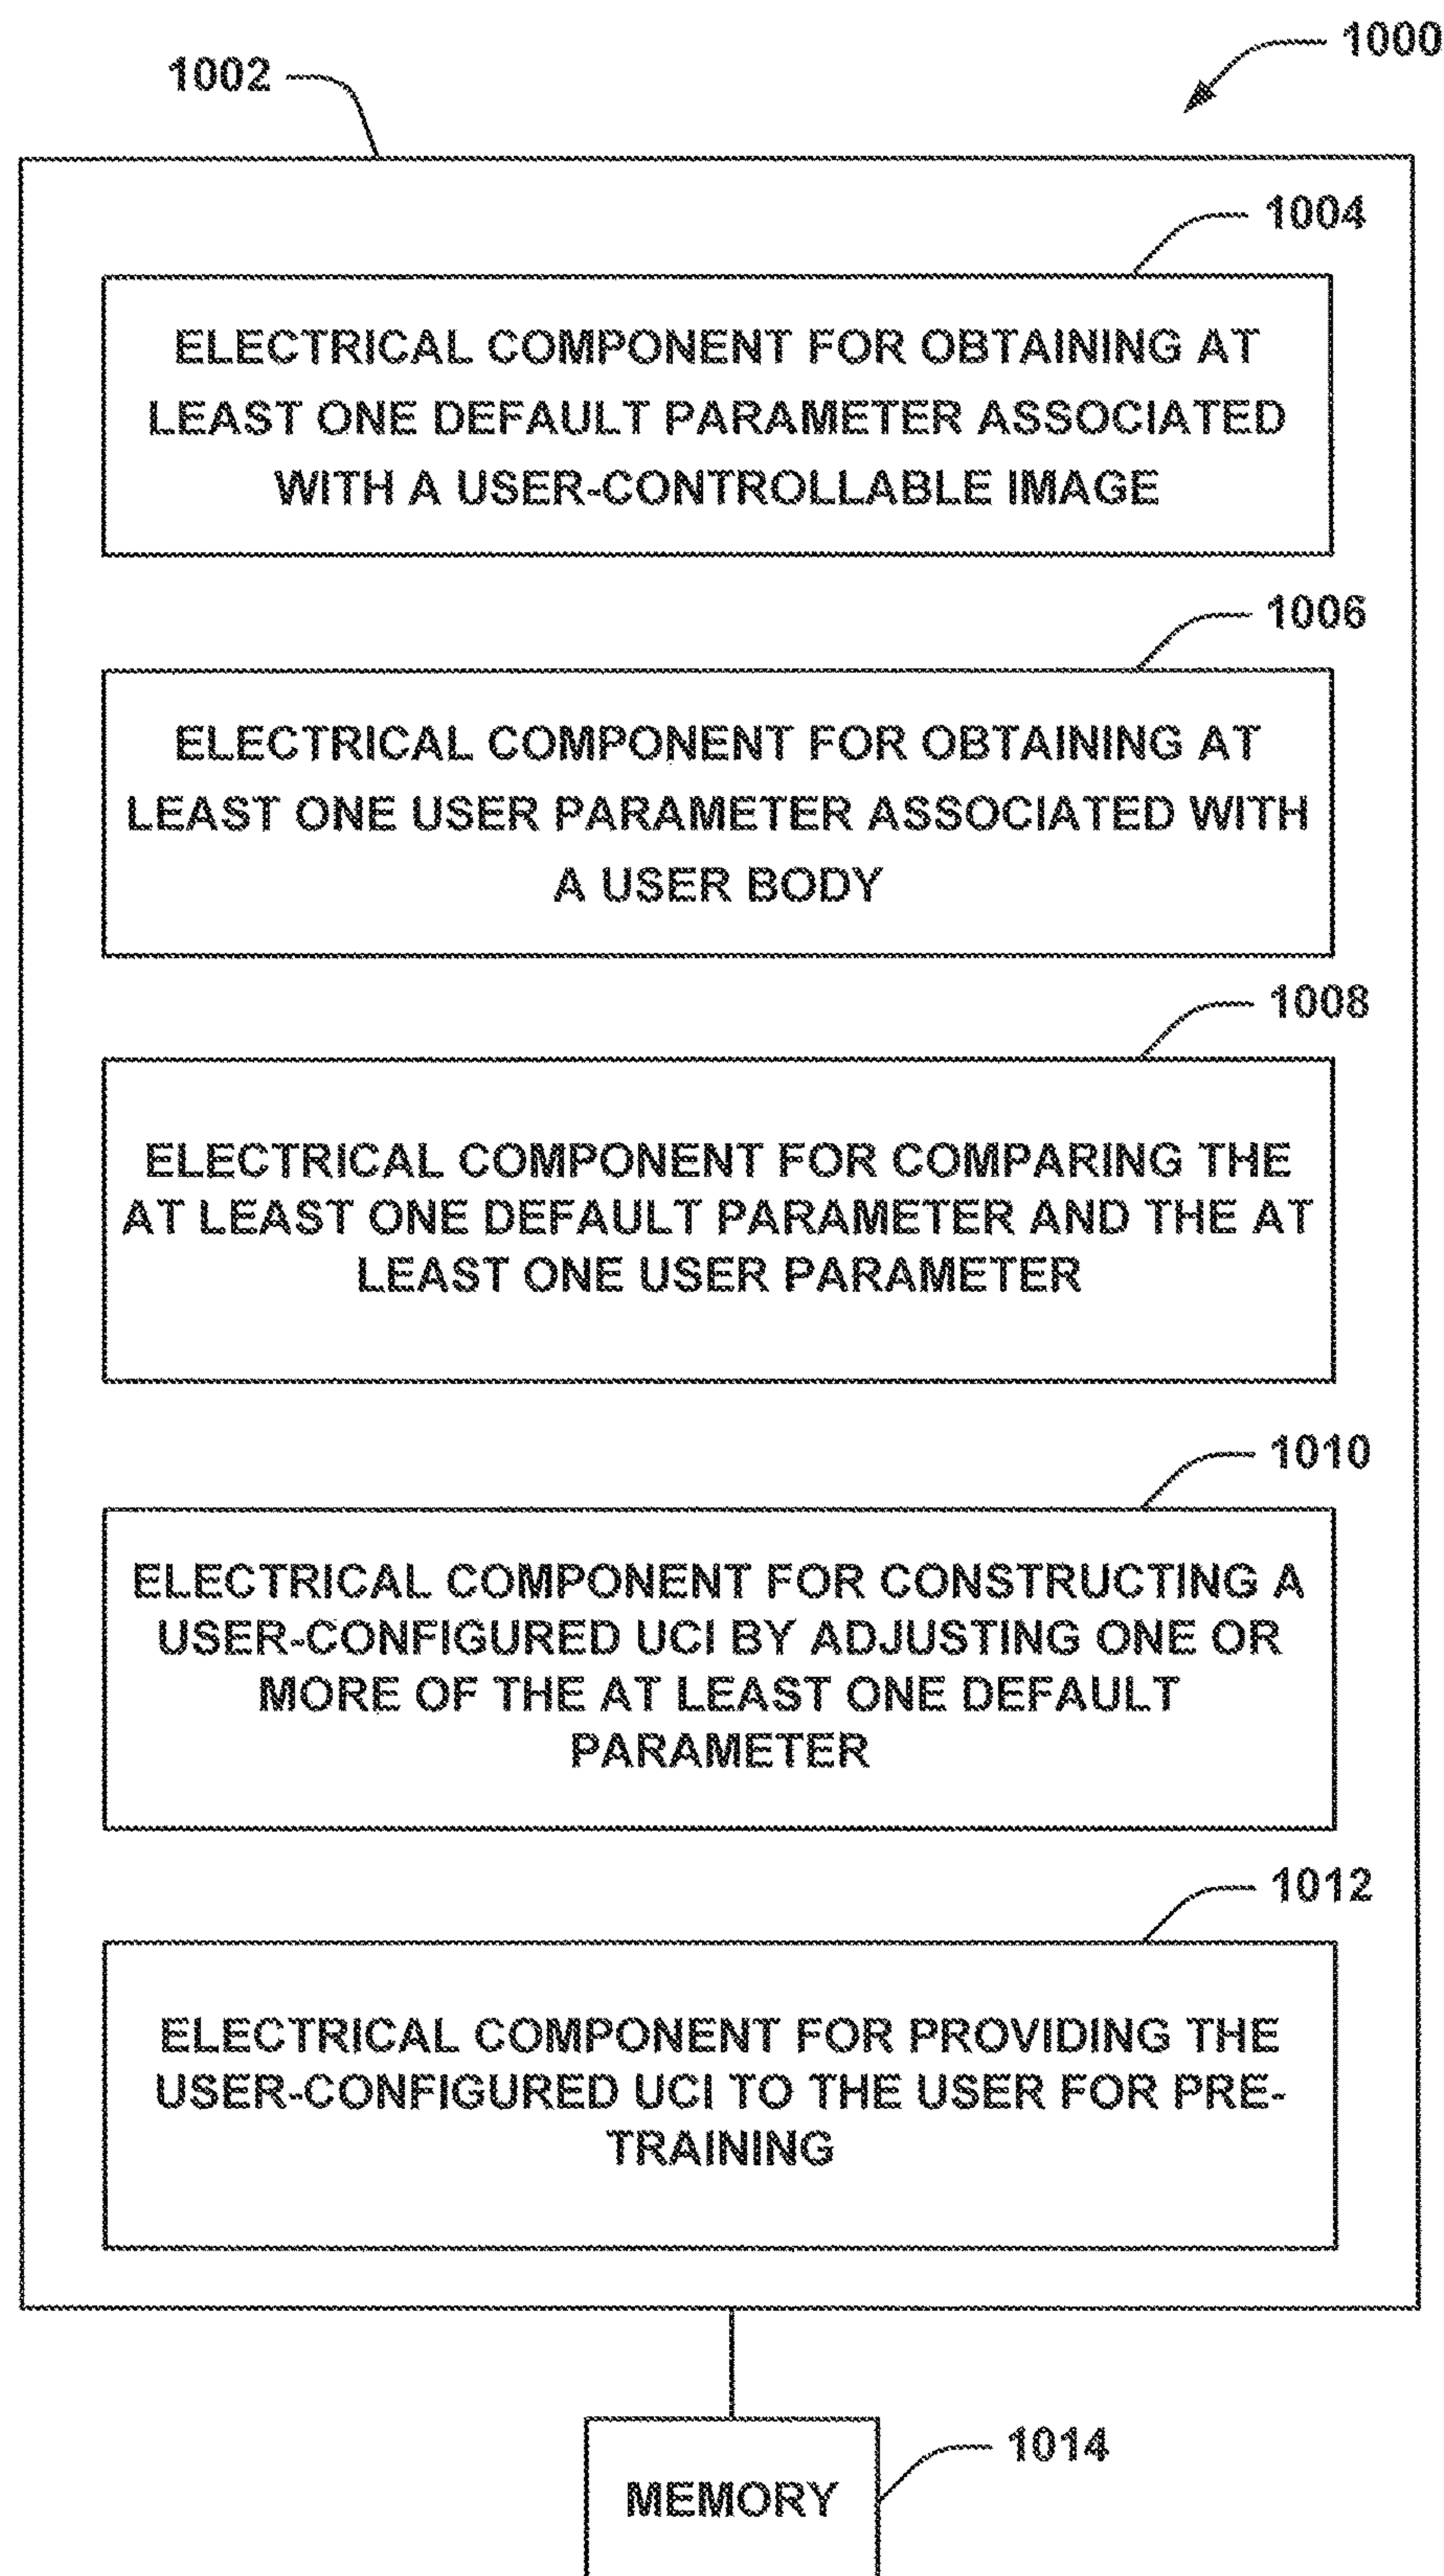 1000
1002
1004
ELECTRICAL COMPONENT FOR OBTAINING AT
LEAST ONE DEFAULT PARAMETER ASSOCIATED
WITH A USER-CONTROLLABLE IMAGE
1006
ELECTRICAL COMPONENT FOR OBTAINING AT
LEAST ONE USER PARAMETER ASSOCIATED WITH
A USER BODY
1008
ELECTRICAL COMPONENT FOR COMPARING THE
AT LEAST ONE DEFAULT PARAMETER AND THE AT
LEAST ONE USER PARAMETER
1010
ELECTRICAL COMPONENT FOR CONSTRUCTING A
USER-CONFIGURED UCI BY ADJUSTING ONE OR
MORE OF THE AT LEAST ONE DEFAULT
PARAMETER
1012
ELECTRICAL COMPONENT FOR PROVIDING THE
USER-CONFIGURED UCI TO THE USER FOR PRE-
TRAINING
1014
MEMORY